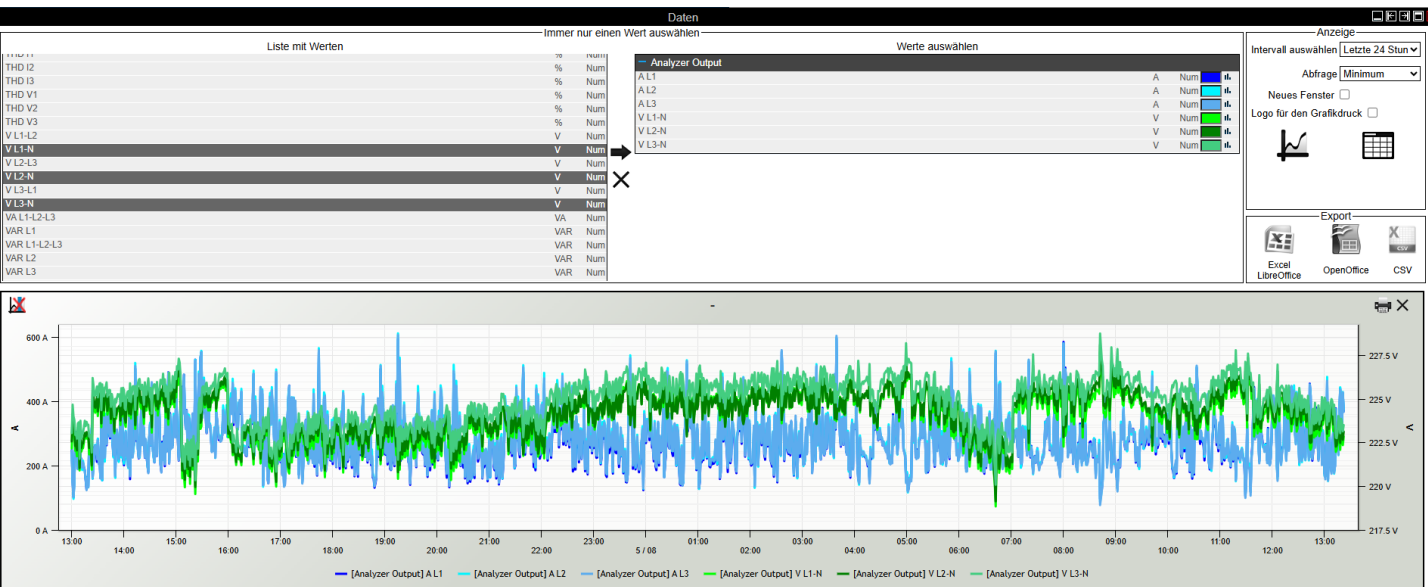 Daten
Immer nur einen Wert auswählen
Liste mit Werten
THD I1 % Num
THD I2 % Num
THD I3 % Num
THD V1 % Num
THD V2 % Num
THD V3 % Num
V L1-L2 V Num
V L1-N V Num
V L2-L3 V Num
V L2-N V Num
V L3-L1 V Num
V L3-N V Num
VA L1-L2-L3 VA Num
VAR L1 VAR Num
VAR L1-L2-L3 VAR Num
VAR L2 VAR Num
VAR L3 VAR Num
Werte auswählen
Analyzer Output
A L1 A Num
A L2 A Num
A L3 A Num
V L1-N V Num
V L2-N V Num
V L3-N V Num
Anzeige
Intervall auswählen Letzte 24 Stun
Abfrage Minimum
Neues Fenster
Logo für den Grafikdruck
Export
Excel
LibreOffice
OpenOffice
X
CSV
CSV
-
600 A
400 A
200 A
0 A
A
227.5 V
225 V
222.5 V
220 V
217.5 V
V
13:00 15:00 17:00 19:00 21:00 23:00 01:00 03:00 05:00 07:00 09:00 11:00 13:00
14:00 16:00 18:00 20:00 22:00 5 / 08 02:00 04:00 06:00 08:00 10:00 12:00
[Analyzer Output] A L1 [Analyzer Output] A L2 [Analyzer Output] A L3 [Analyzer Output] V L1-N [Analyzer Output] V L2-N [Analyzer Output] V L3-N